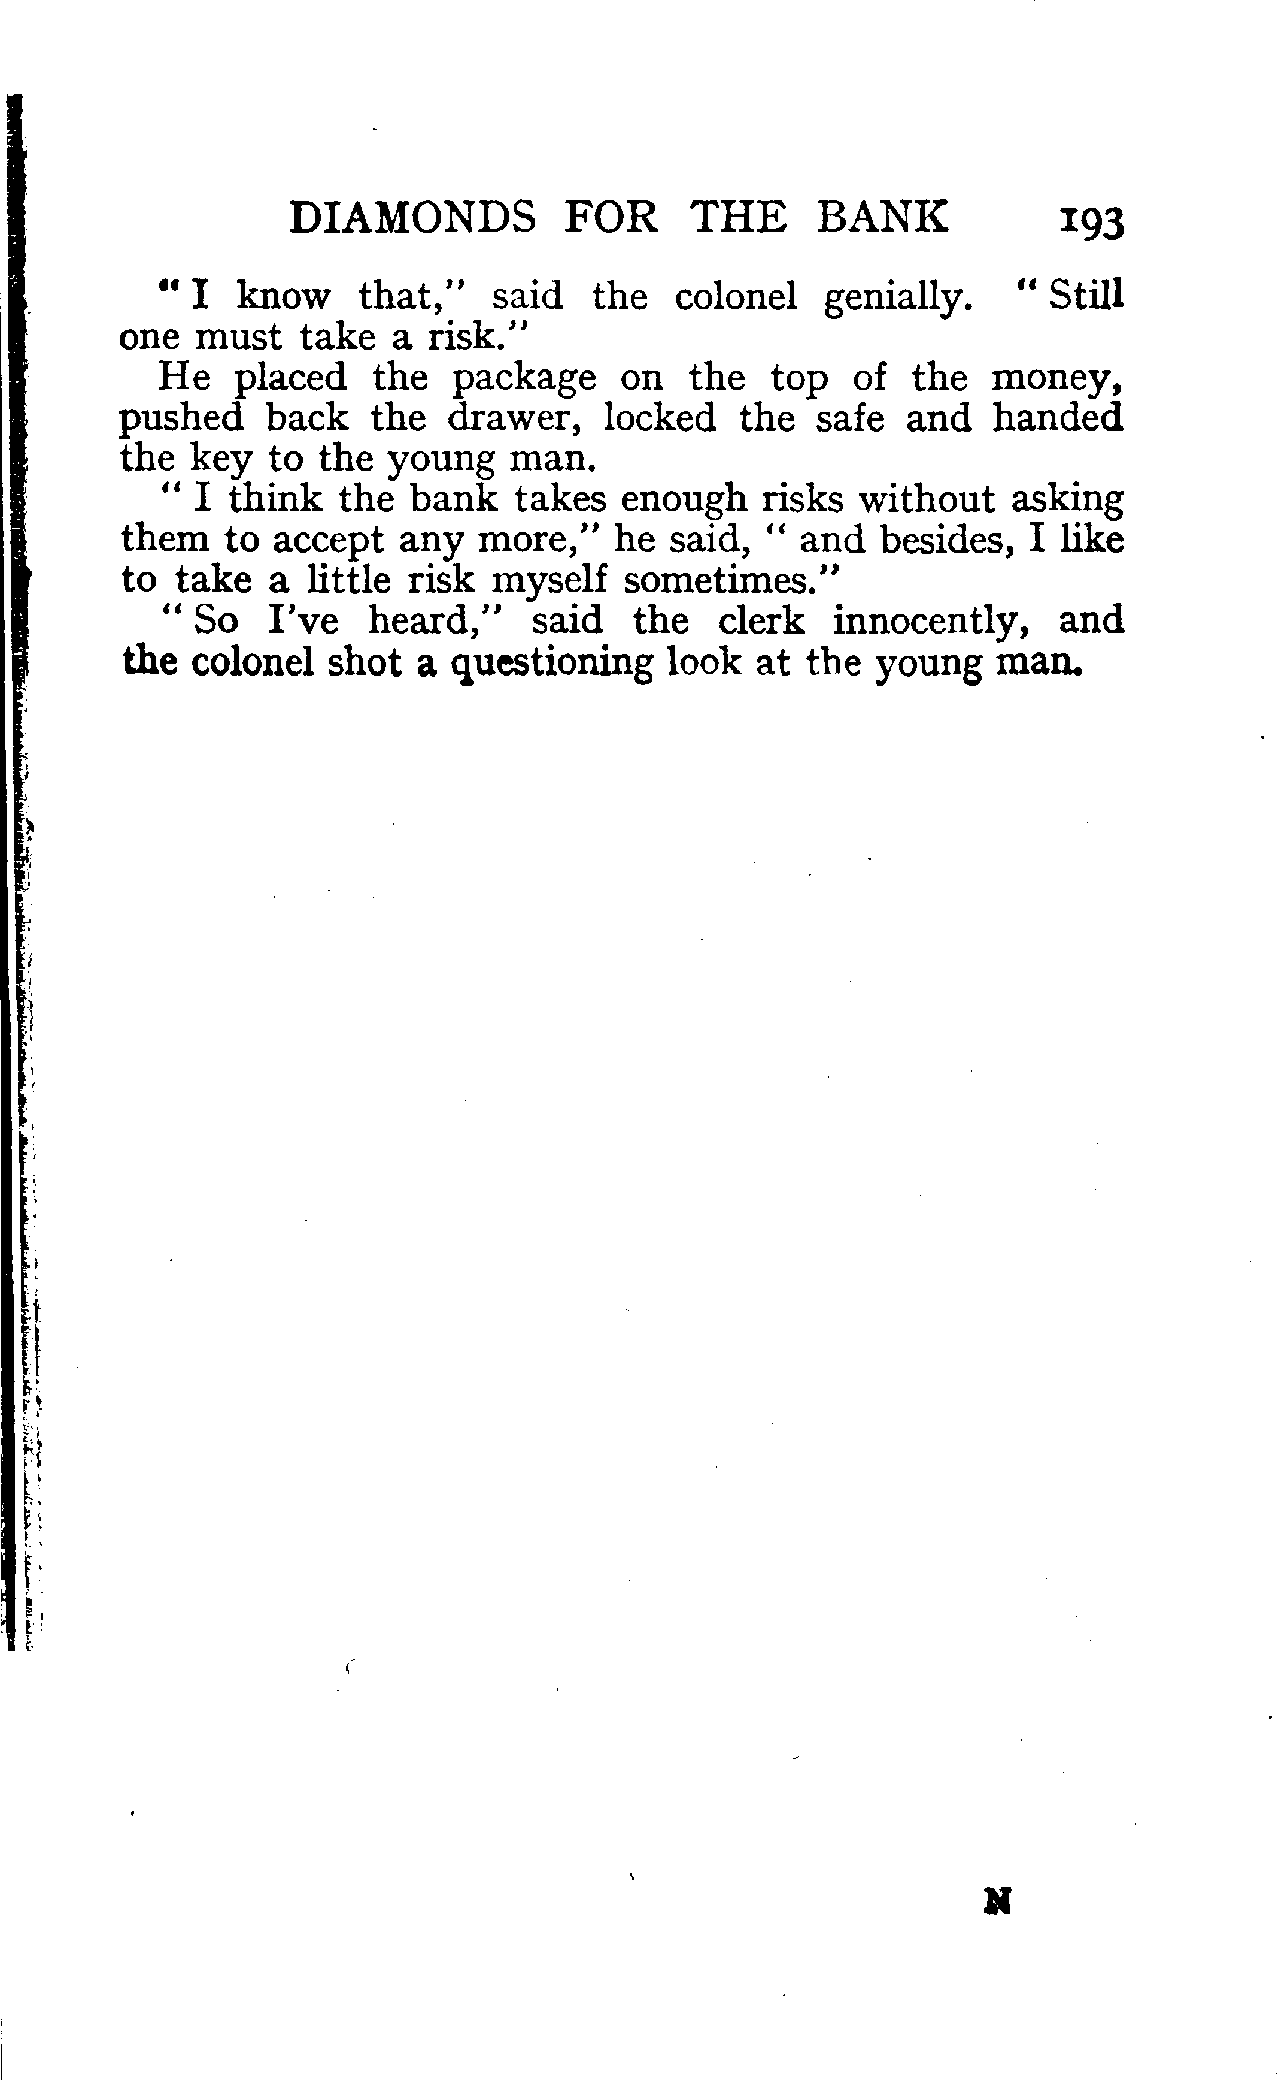 DIAMONDS FOR THE BANK 193
" I know that," said the colonel genially. " Still
one must take a risk."
He placed the package on the top of the money,
pushed back the drawer, locked the safe and handed
the key to the young man.
" I think the bank takes enough risks without asking
them to accept any more," he said, " and besides, I like
to take a little risk myself sometimes."
" So I've heard," said the clerk innocently, and
the colonel shot a questioning look at the young man.
N